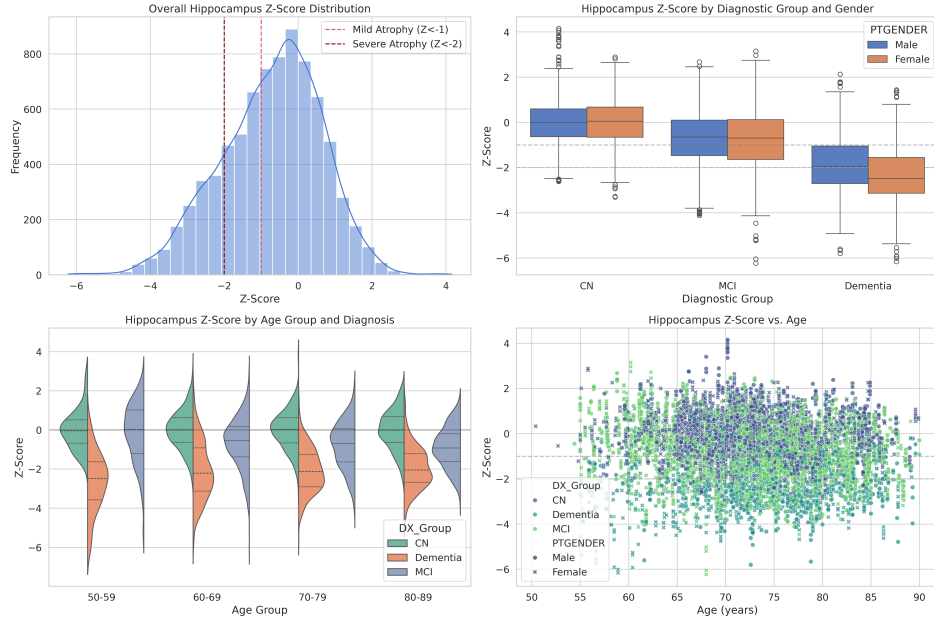 Overall Hippocampus Z-Score Distribution
Mild Atrophy (Z<-1)
Severe Atrophy (Z<-2)
Frequency
800
600
400
200
0
−6
−4
−2
0
2
4
Z-Score
Hippocampus Z-Score by Diagnostic Group and Gender
PTGENDER
Male
Female
Z-Score
4
2
0
−2
−4
−6
CN
MCI
Dementia
Diagnostic Group
Hippocampus Z-Score by Age Group and Diagnosis
Z-Score
4
2
0
−2
−4
−6
DX_Group
CN
Dementia
MCI
50-59
60-69
70-79
80-89
Age Group
Hippocampus Z-Score vs. Age
Z-Score
4
2
0
−2
−4
−6
DX_Group
CN
Dementia
MCI
PTGENDER
Male
Female
50
55
60
65
70
75
80
85
90
Age (years)